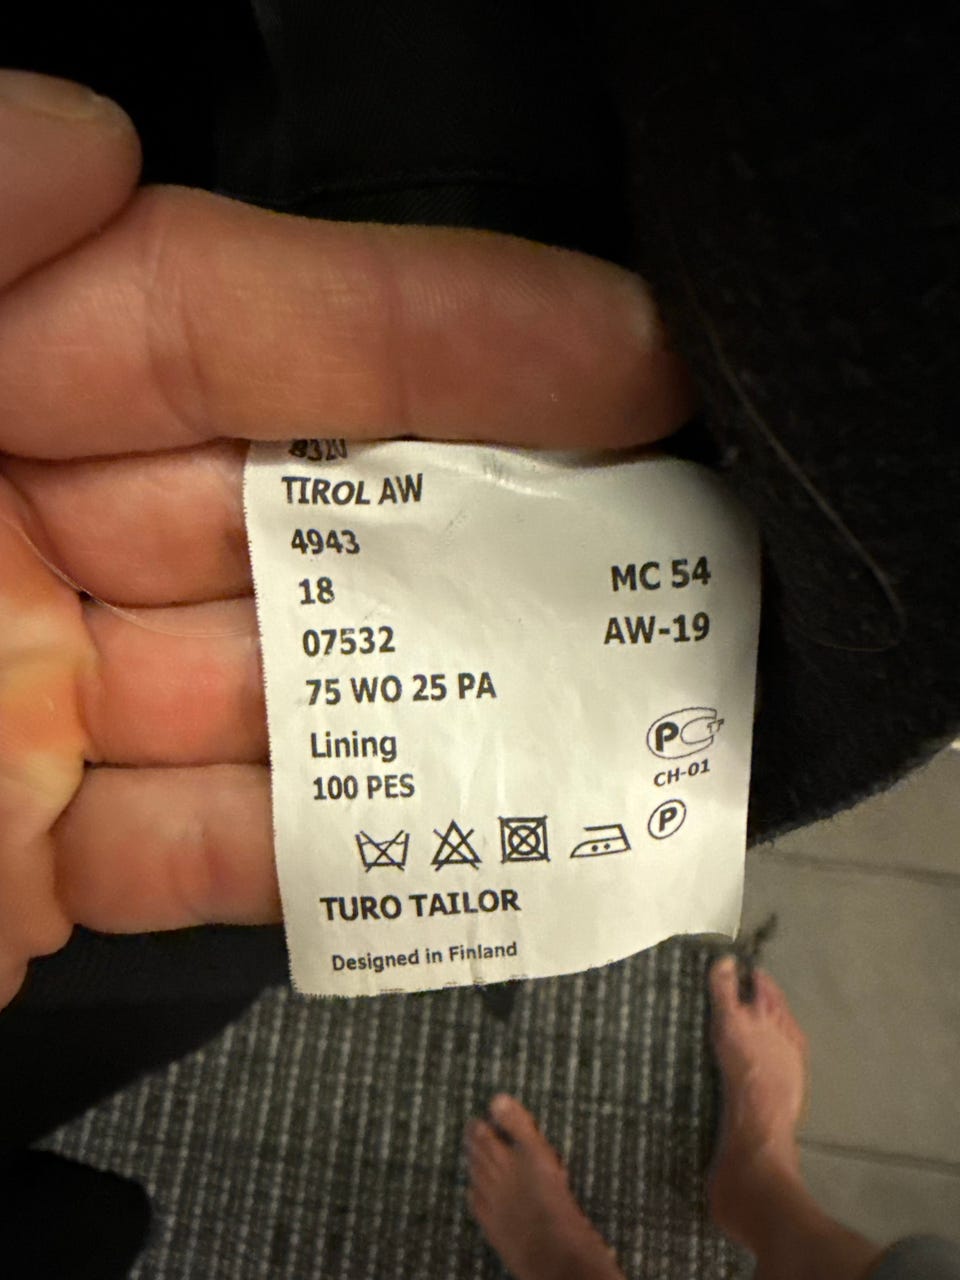 TIROL AW
4943
18
MC 54
07532
AW-19
75 WO 25 PA
Lining
100 PES
CH-01
P
TURO TAILOR
Designed in Finland